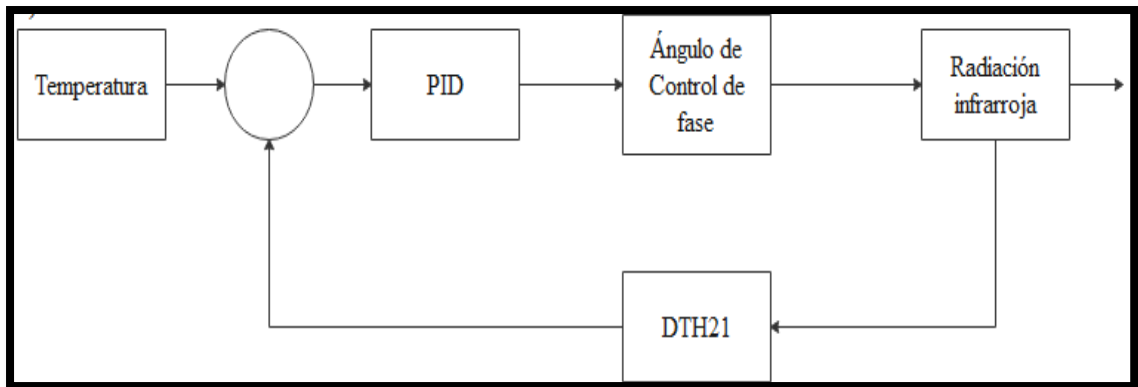 Temperatura
PID
Ángulo de
Control de
fase
Radiación
infrarroja
DTH21